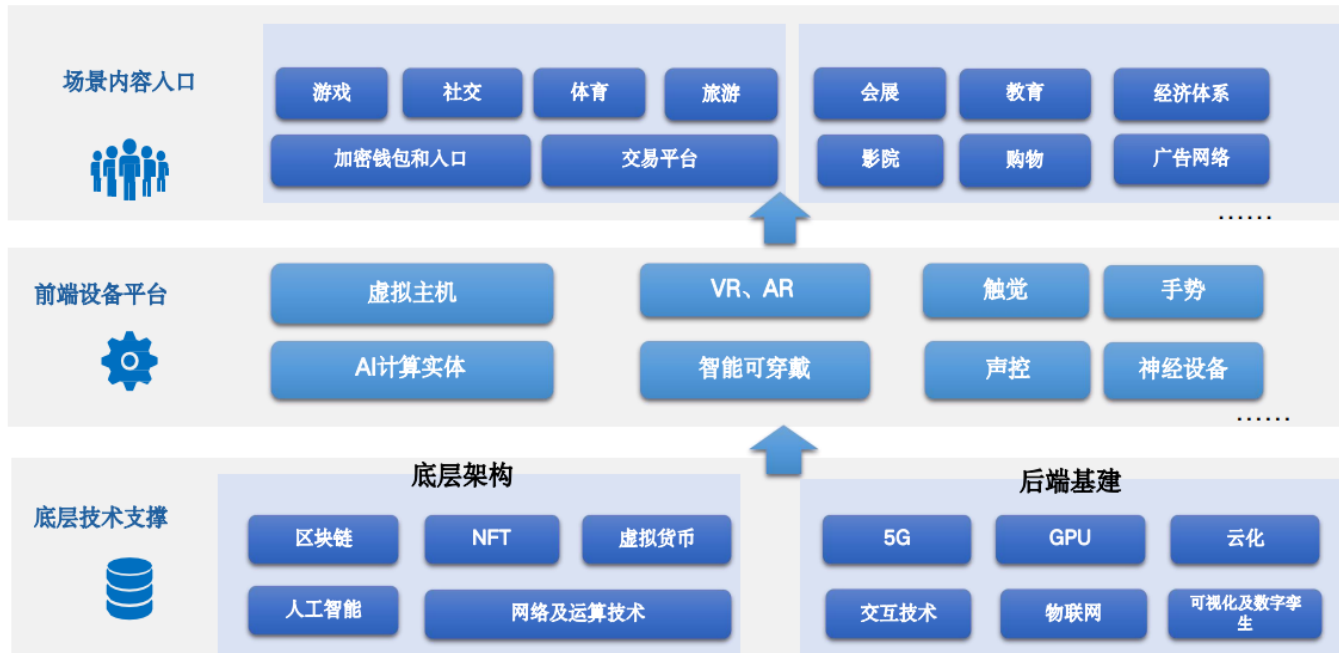 场景内容入口
游戏
社交
体育
旅游
会展
教育
经济体系
加密钱包和入口
交易平台
影院
购物
广告网络
······
前端设备平台
虚拟主机
VR、AR
触觉
手势
AI计算实体
智能可穿戴
声控
神经设备
······
底层架构
后端基建
底层技术支撑
区块链
NFT
虚拟货币
5G
GPU
云化
人工智能
网络及运算技术
交互技术
物联网
可视化及数字孪
生